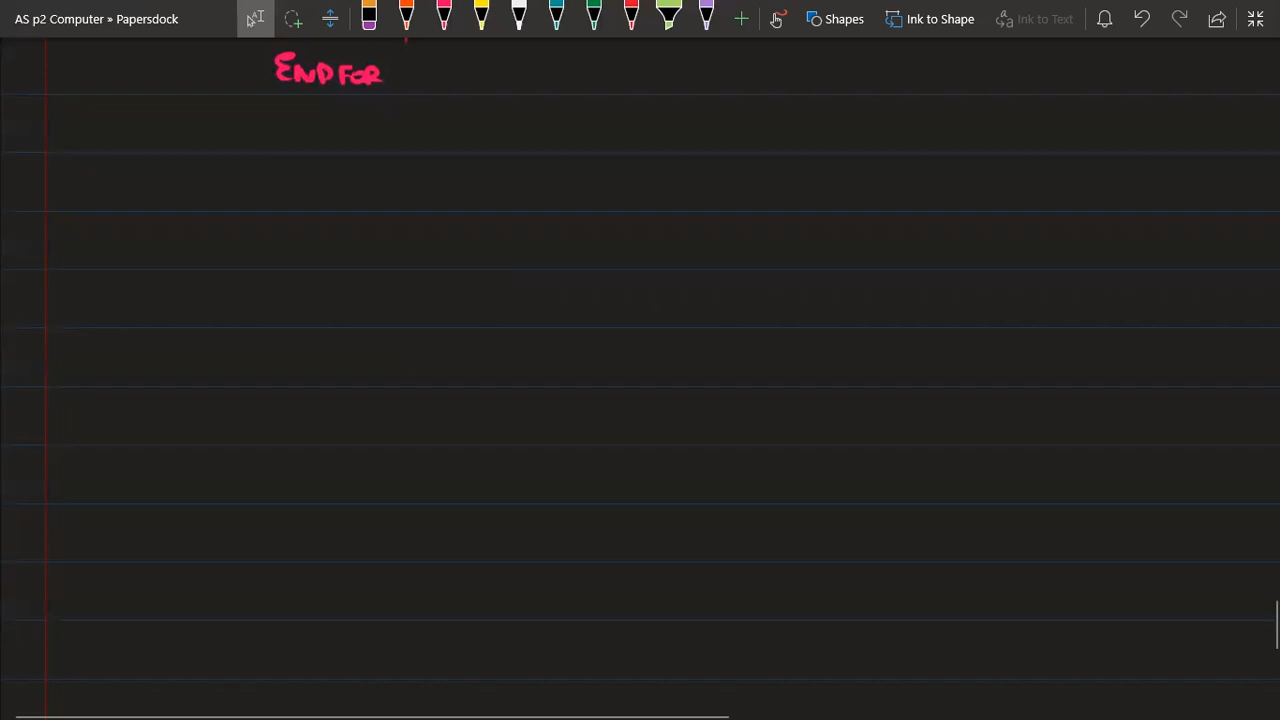 AS p2 Computer » Papersdock
Shapes
Ink to Shape
Ink to Text
END FOR